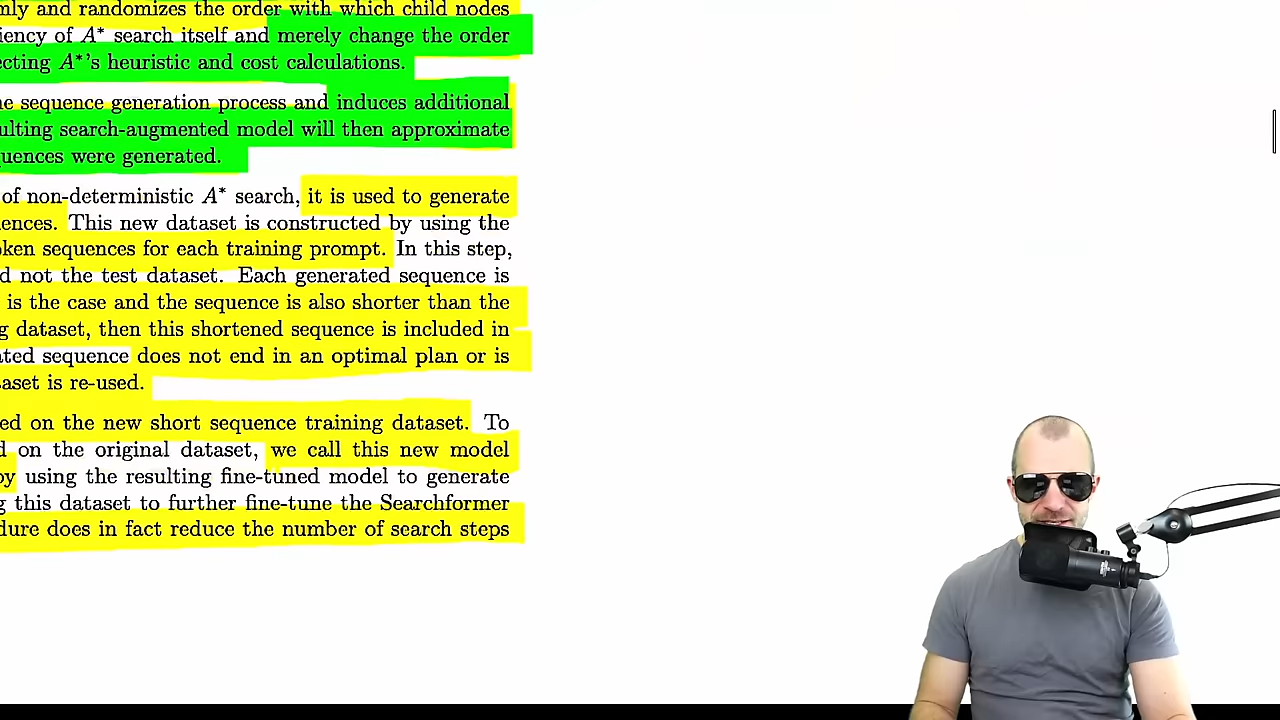 mly and randomizes the order with which child nodes
iency of A* search itself and merely change the order
ecting A*'s heuristic and cost calculations.
ne sequence generation process and induces additional
ulting search-augmented model will then approximate
quences were generated.
of non-deterministic A* search, it is used to generate
ences. This new dataset is constructed by using the
oken sequences for each training prompt. In this step,
d not the test dataset. Each generated sequence is
is the case and the sequence is also shorter than the
g dataset, then this shortened sequence is included in
ated sequence does not end in an optimal plan or is
taset is re-used.
ed on the new short sequence training dataset. To
d on the original dataset, we call this new model
by using the resulting fine-tuned model to generate
g this dataset to further fine-tune the Searchformer
dure does in fact reduce the number of search steps